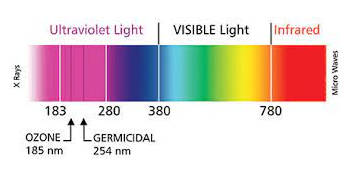 Ultraviolet Light
VISIBLE Light
Infrared
X Rays
Micro Waves
183
280
380
780
OZONE
185 nm
GERMICIDAL
254 nm